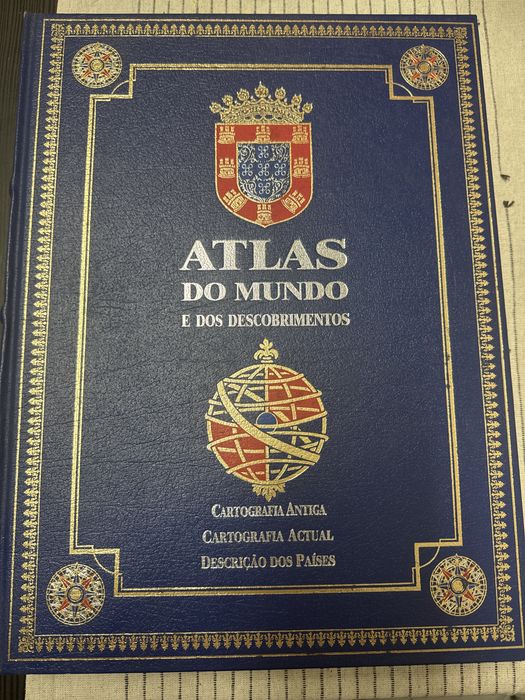 ATLAS
DO MUNDO
E DOS DESCOBRIMENTOS
CARTOGRAFIA ANTIGA
CARTOGRAFIA ACTUAL
DESCRIÇÃO DOS PAÍSES